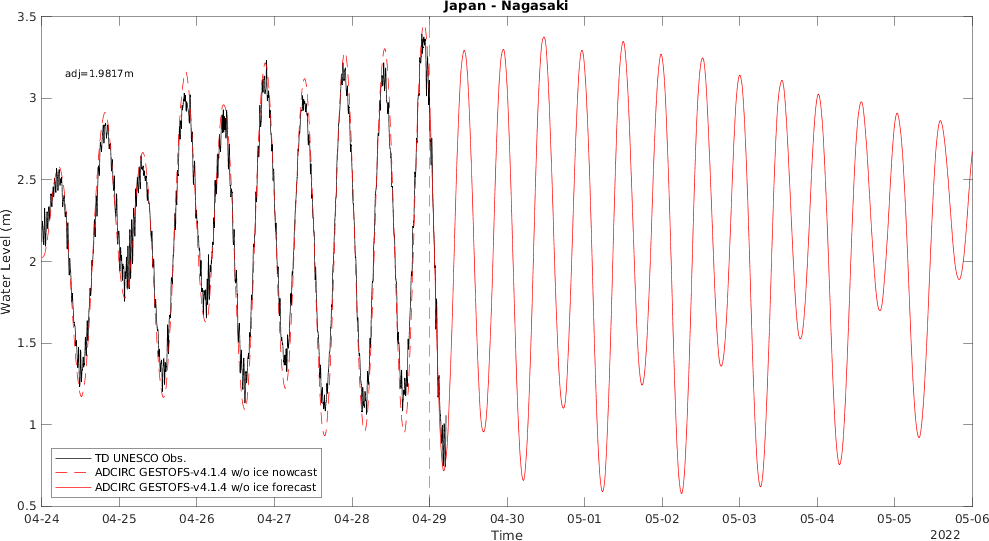 Japan - Nagasaki
3.5
3
2.5
2
1.5
1
0.5
Water Level (m)
adj=1.9817m
TD UNESCO Obs.
ADCIRC GESTOFS-v4.1.4 w/o ice nowcast
ADCIRC GESTOFS-v4.1.4 w/o ice forecast
04-24 04-25 04-26 04-27 04-28 04-29 04-30 05-01 05-02 05-03 05-04 05-05 05-06
Time
2022